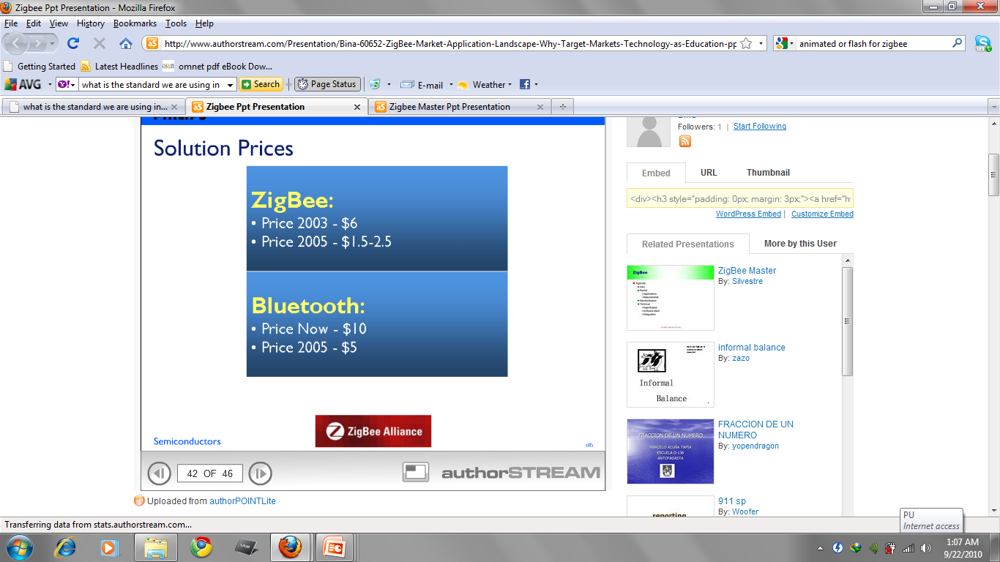 Zigbee Ppt Presentation - Mozilla Firefox
File Edit View History Bookmarks Tools Help
http://www.authorstream.com/Presentation/Bina-60652-ZigBee-Market-Application-Landscape-Why-Target-Markets-Technology-as-Education-pp
animated or flash for zigbee
Getting Started Latest Headlines osun omnet pdf eBook Dow...
AVG Y! what is the standard we are using in Search Page Status E-mail Weather
what is the standard we are using in... Zigbee Ppt Presentation Zigbee Master Ppt Presentation
Solution Prices
ZigBee:
• Price 2003 - $6
• Price 2005 - $1.5-2.5
Bluetooth:
• Price Now - $10
• Price 2005 - $5
ZigBee Alliance
Semiconductors
42 OF 46
authorSTREAM
Uploaded from authorPOINTLite
Followers: 1 | Start Following
Embed URL Thumbnail
<div><h3 style="padding: 0px; margin: 3px;"><a href="h
WordPress Embed | Customize Embed
Related Presentations More by this User
ZigBee Master
By: Silvestre
ZigBee
Informal
Balance
informal balance
By: zazo
FRACCION DE UN NUMERO
MARCELO ACUÑA TAPIA
ESCUELA D-136
ANTOFAGASTA
FRACCION DE UN
NUMERO
By: yopendragon
reporting
911 sp
By: Woofer
Transferring data from stats.authorstream.com...
PU
Internet access
1:07 AM
9/22/2010